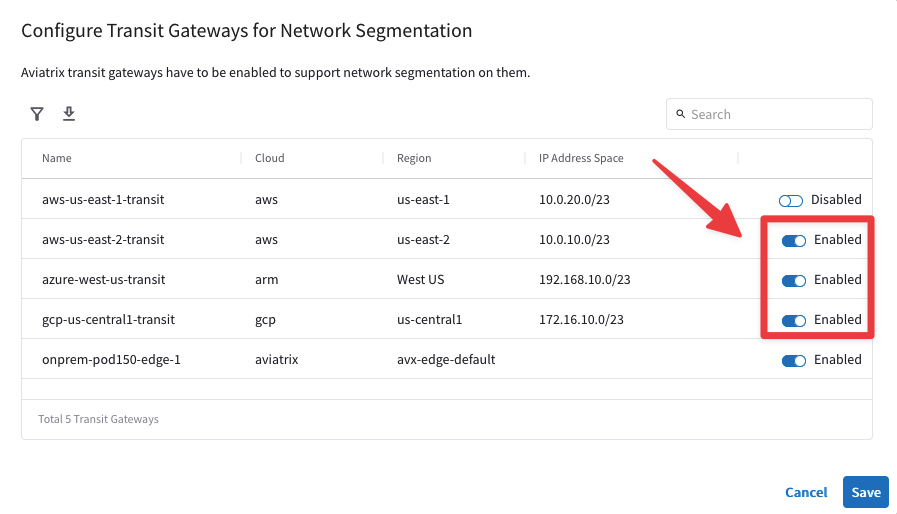 Configure Transit Gateways for Network Segmentation
Aviatrix transit gateways have to be enabled to support network segmentation on them.
Search
Name Cloud Region IP Address Space
aws-us-east-1-transit aws us-east-1 10.0.20.0/23 Disabled
aws-us-east-2-transit aws us-east-2 10.0.10.0/23 Enabled
azure-west-us-transit arm West US 192.168.10.0/23 Enabled
gcp-us-central1-transit gcp us-central1 172.16.10.0/23 Enabled
onprem-pod150-edge-1 aviatrix avx-edge-default Enabled
Total 5 Transit Gateways
Cancel Save